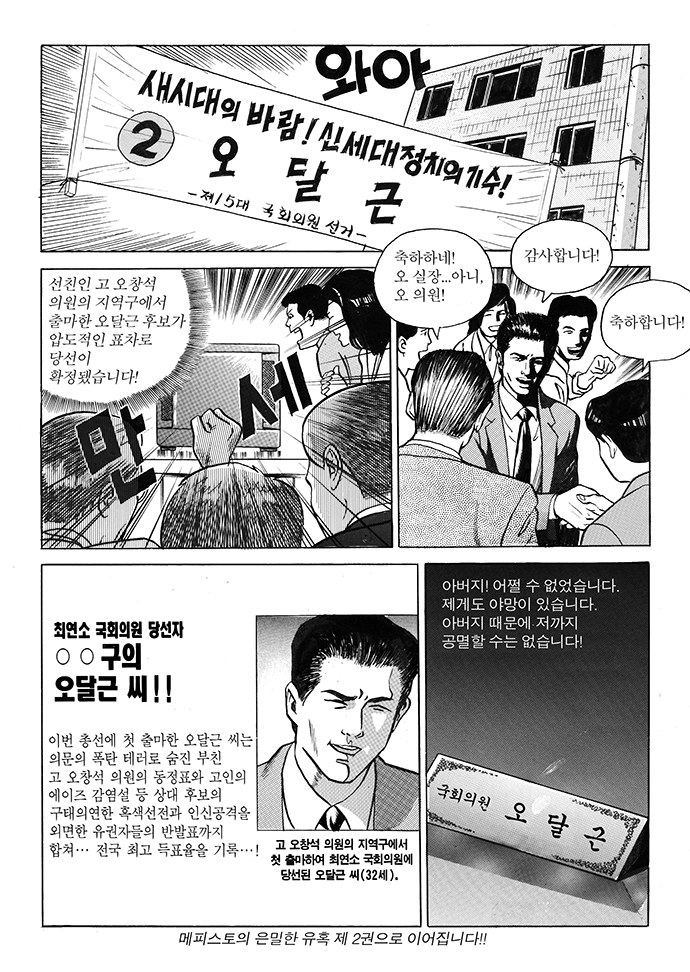 와아
새시대의 바람! 신세대정치의기수!
2 오 달 근
-제15대 국회의원 선거-
선친인 고 오창석
의원의 지역구에서
출마한 오달근 후보가
압도적인 표차로
당선이
확정됐습니다!
만세
축하하네!
오 실장...아니,
오 의원!
감사합니다!
축하합니다!
최연소 국회의원 당선자
○ ○ 구의
오달근 씨!!
이번 총선에 첫 출마한 오달근 씨는
의문의 폭탄 테러로 숨진 부친
고 오창석 의원의 동정표와 고인의
에이즈 감염설 등 상대 후보의
구태의연한 흑색선전과 인신공격을
외면한 유권자들의 반발표까지
합쳐… 전국 최고 득표율을 기록…!
고 오창석 의원의 지역구에서
첫 출마하여 최연소 국회의원에
당선된 오달근 씨(32세).
아버지! 어쩔 수 없었습니다.
제게도 야망이 있습니다.
아버지 때문에 저까지
공멸할 수는 없습니다!
국회의원 오 달 근
메피스토의 은밀한 유혹 제 2권으로 이어집니다!!